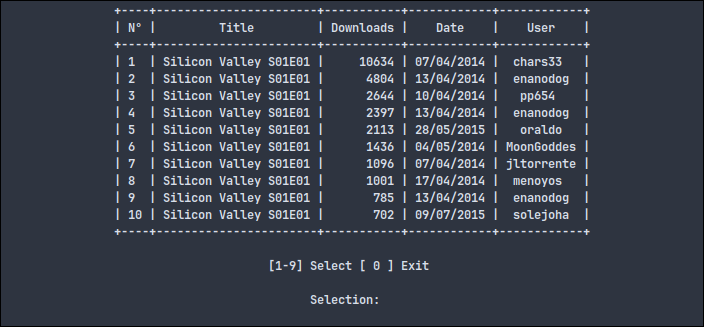 +----+-----------------------+-----------+------------+------------+
| N° |         Title         | Downloads |    Date    |    User    |
+----+-----------------------+-----------+------------+------------+
| 1  | Silicon Valley S01E01 |     10634 | 07/04/2014 |  chars33   |
| 2  | Silicon Valley S01E01 |      4804 | 13/04/2014 |  enanodog  |
| 3  | Silicon Valley S01E01 |      2644 | 10/04/2014 |   pp654    |
| 4  | Silicon Valley S01E01 |      2397 | 13/04/2014 |  enanodog  |
| 5  | Silicon Valley S01E01 |      2113 | 28/05/2015 |   oraldo   |
| 6  | Silicon Valley S01E01 |      1436 | 04/05/2014 | MoonGoddes |
| 7  | Silicon Valley S01E01 |      1096 | 07/04/2014 | jltorrente |
| 8  | Silicon Valley S01E01 |      1001 | 17/04/2014 |  menoyos   |
| 9  | Silicon Valley S01E01 |       785 | 13/04/2014 |  enanodog  |
| 10 | Silicon Valley S01E01 |       702 | 09/07/2015 |  solejoha  |
+----+-----------------------+-----------+------------+------------+
[1-9] Select [ 0 ] Exit
Selection: